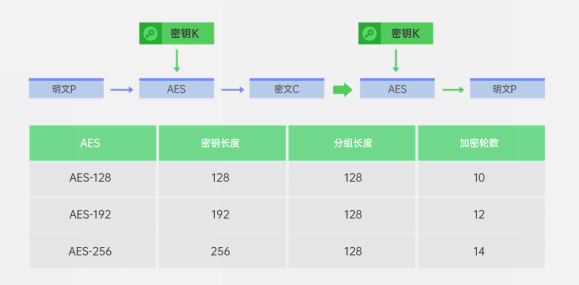 密钥K 密钥K
明文P AES 密文C AES 明文P
AES 密钥长度 分组长度 加密轮数
AES-128 128 128 10
AES-192 192 128 12
AES-256 256 128 14